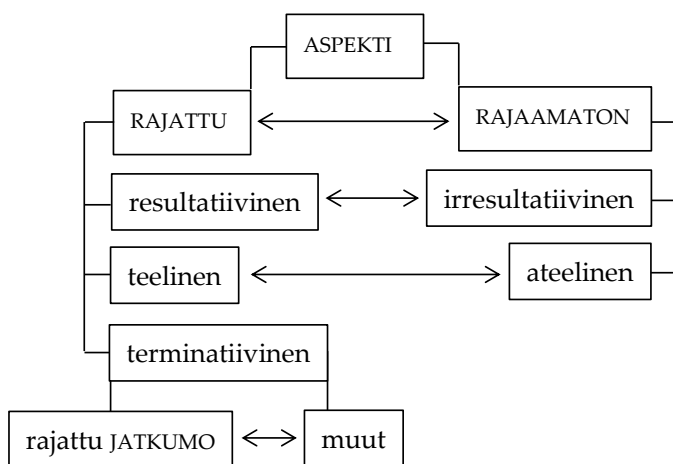 ASPEKTI
RAJATTU
RAJAAMATON
resultatiivinen
irresultatiivinen
teelinen
ateelinen
terminatiivinen
rajattu JATKUMO
muut